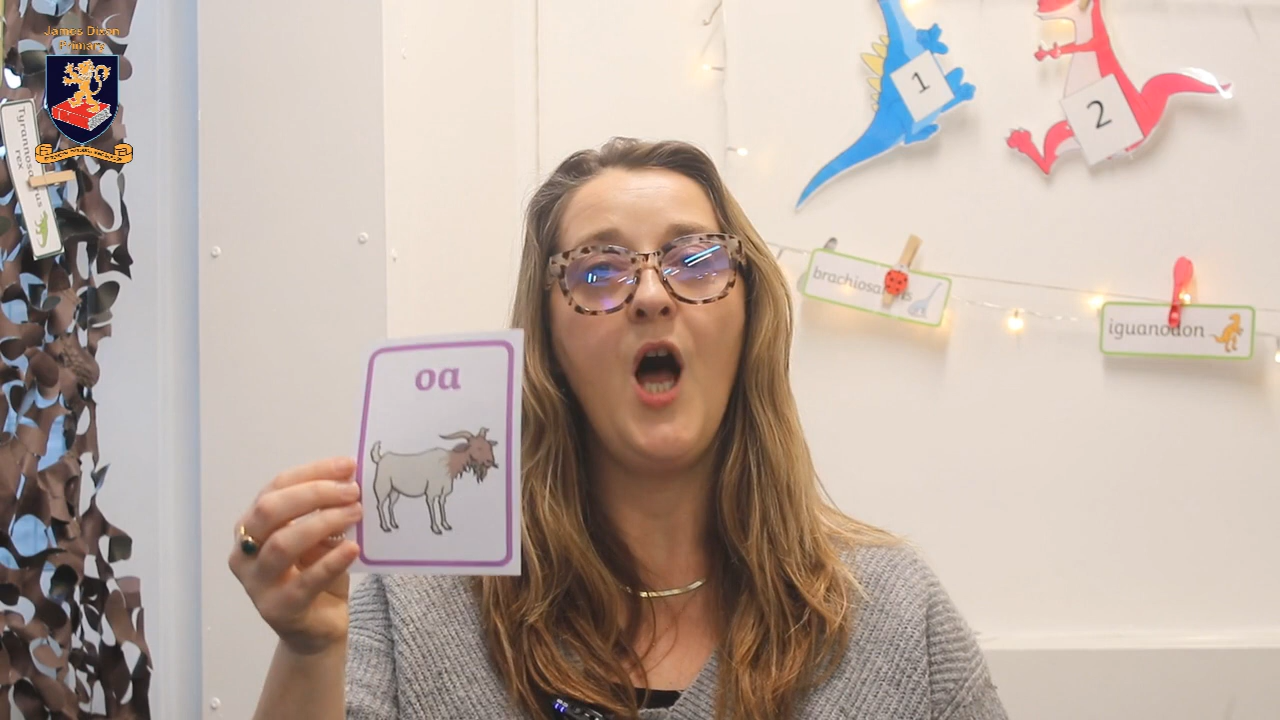 James Dixon
Primary
Tyrannosaurus
rex
oa
1
2
brachiosaurus
iguanodon